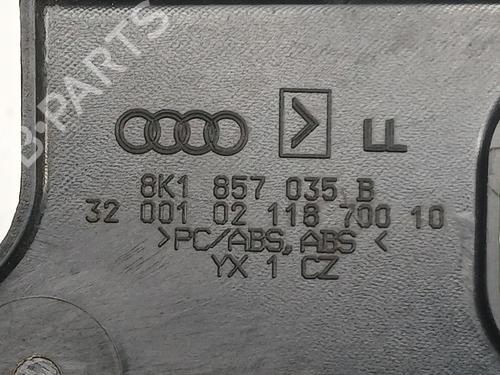 B-PARTS
> LL
8K1 857 035 B
32 001 02 118 700 10
>PC/ABS, ABS<
YX 1 CZ